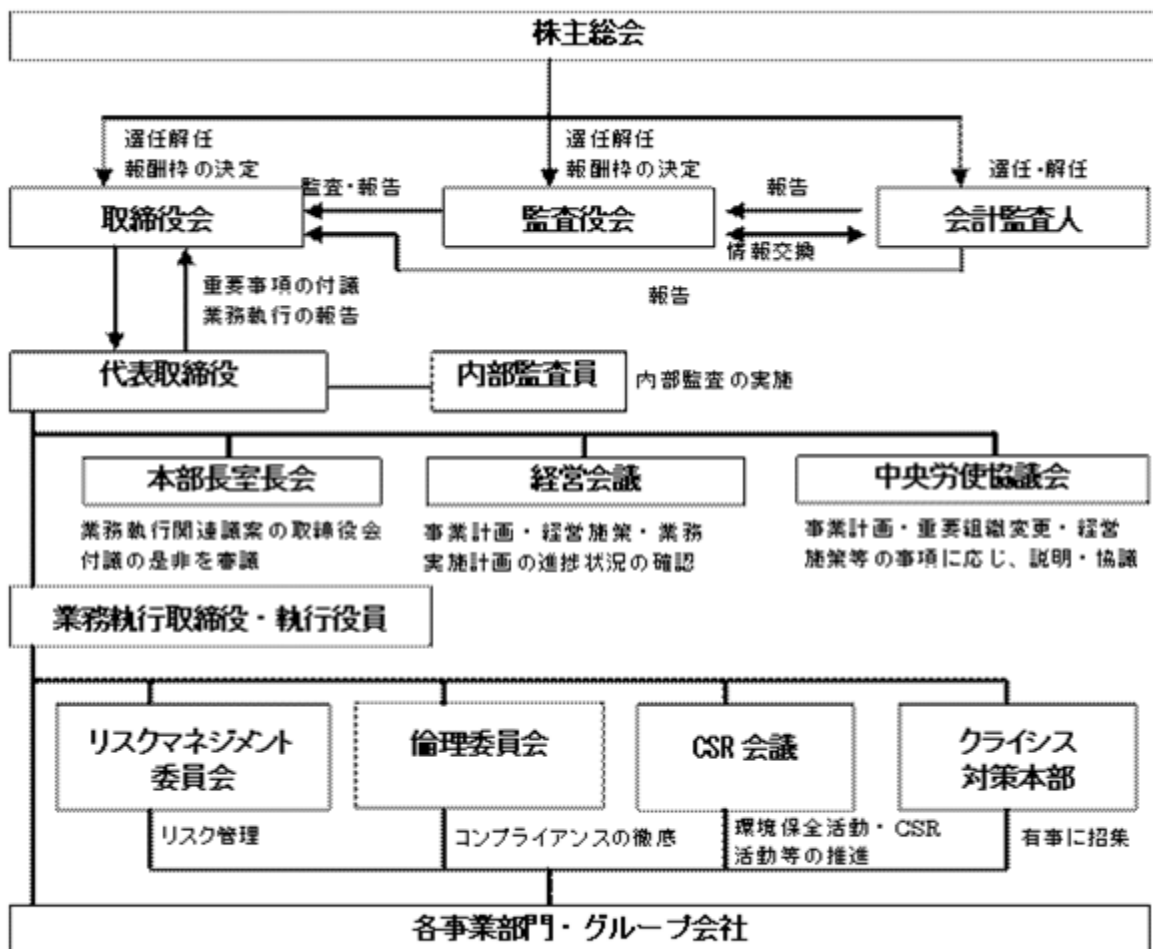 株主総会
選任解任
報酬枠の決定
選任解任
報酬枠の決定
選任・解任
取締役会
監査・報告
監査役会
報告
情報交換
会計監査人
報告
重要事項の付議
業務執行の報告
代表取締役
内部監査員
内部監査の実施
本部長室長会
経営会議
中央労使協議会
業務執行関連議案の取締役会
付議の是非を審議
事業計画・経営施策・業務
実施計画の進捗状況の確認
事業計画・重要組織変更・経営
施策等の事項に応じ、説明・協議
業務執行取締役・執行役員
リスクマネジメント
委員会
倫理委員会
CSR 会議
クライシス
対策本部
リスク管理
コンプライアンスの徹底
環境保全活動・CSR
活動等の推進
有事に招集
各事業部門・グループ会社